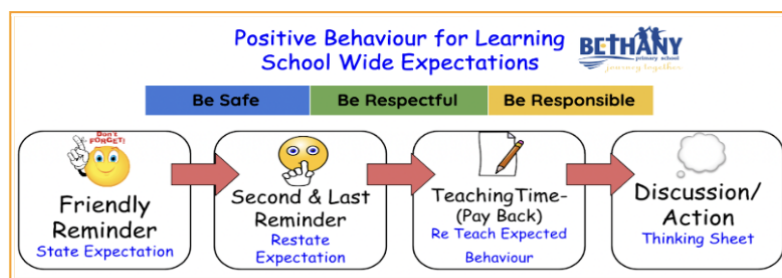 Positive Behaviour for Learning
School Wide Expectations
BETHANY
primary school
journey together
Be Safe
Be Respectful
Be Responsible
Don't
FORGET!
Friendly
Reminder
State Expectation
Second & Last
Reminder
Restate
Expectation
Teaching Time-
(Pay Back)
Re Teach Expected
Behaviour
Discussion/
Action
Thinking Sheet